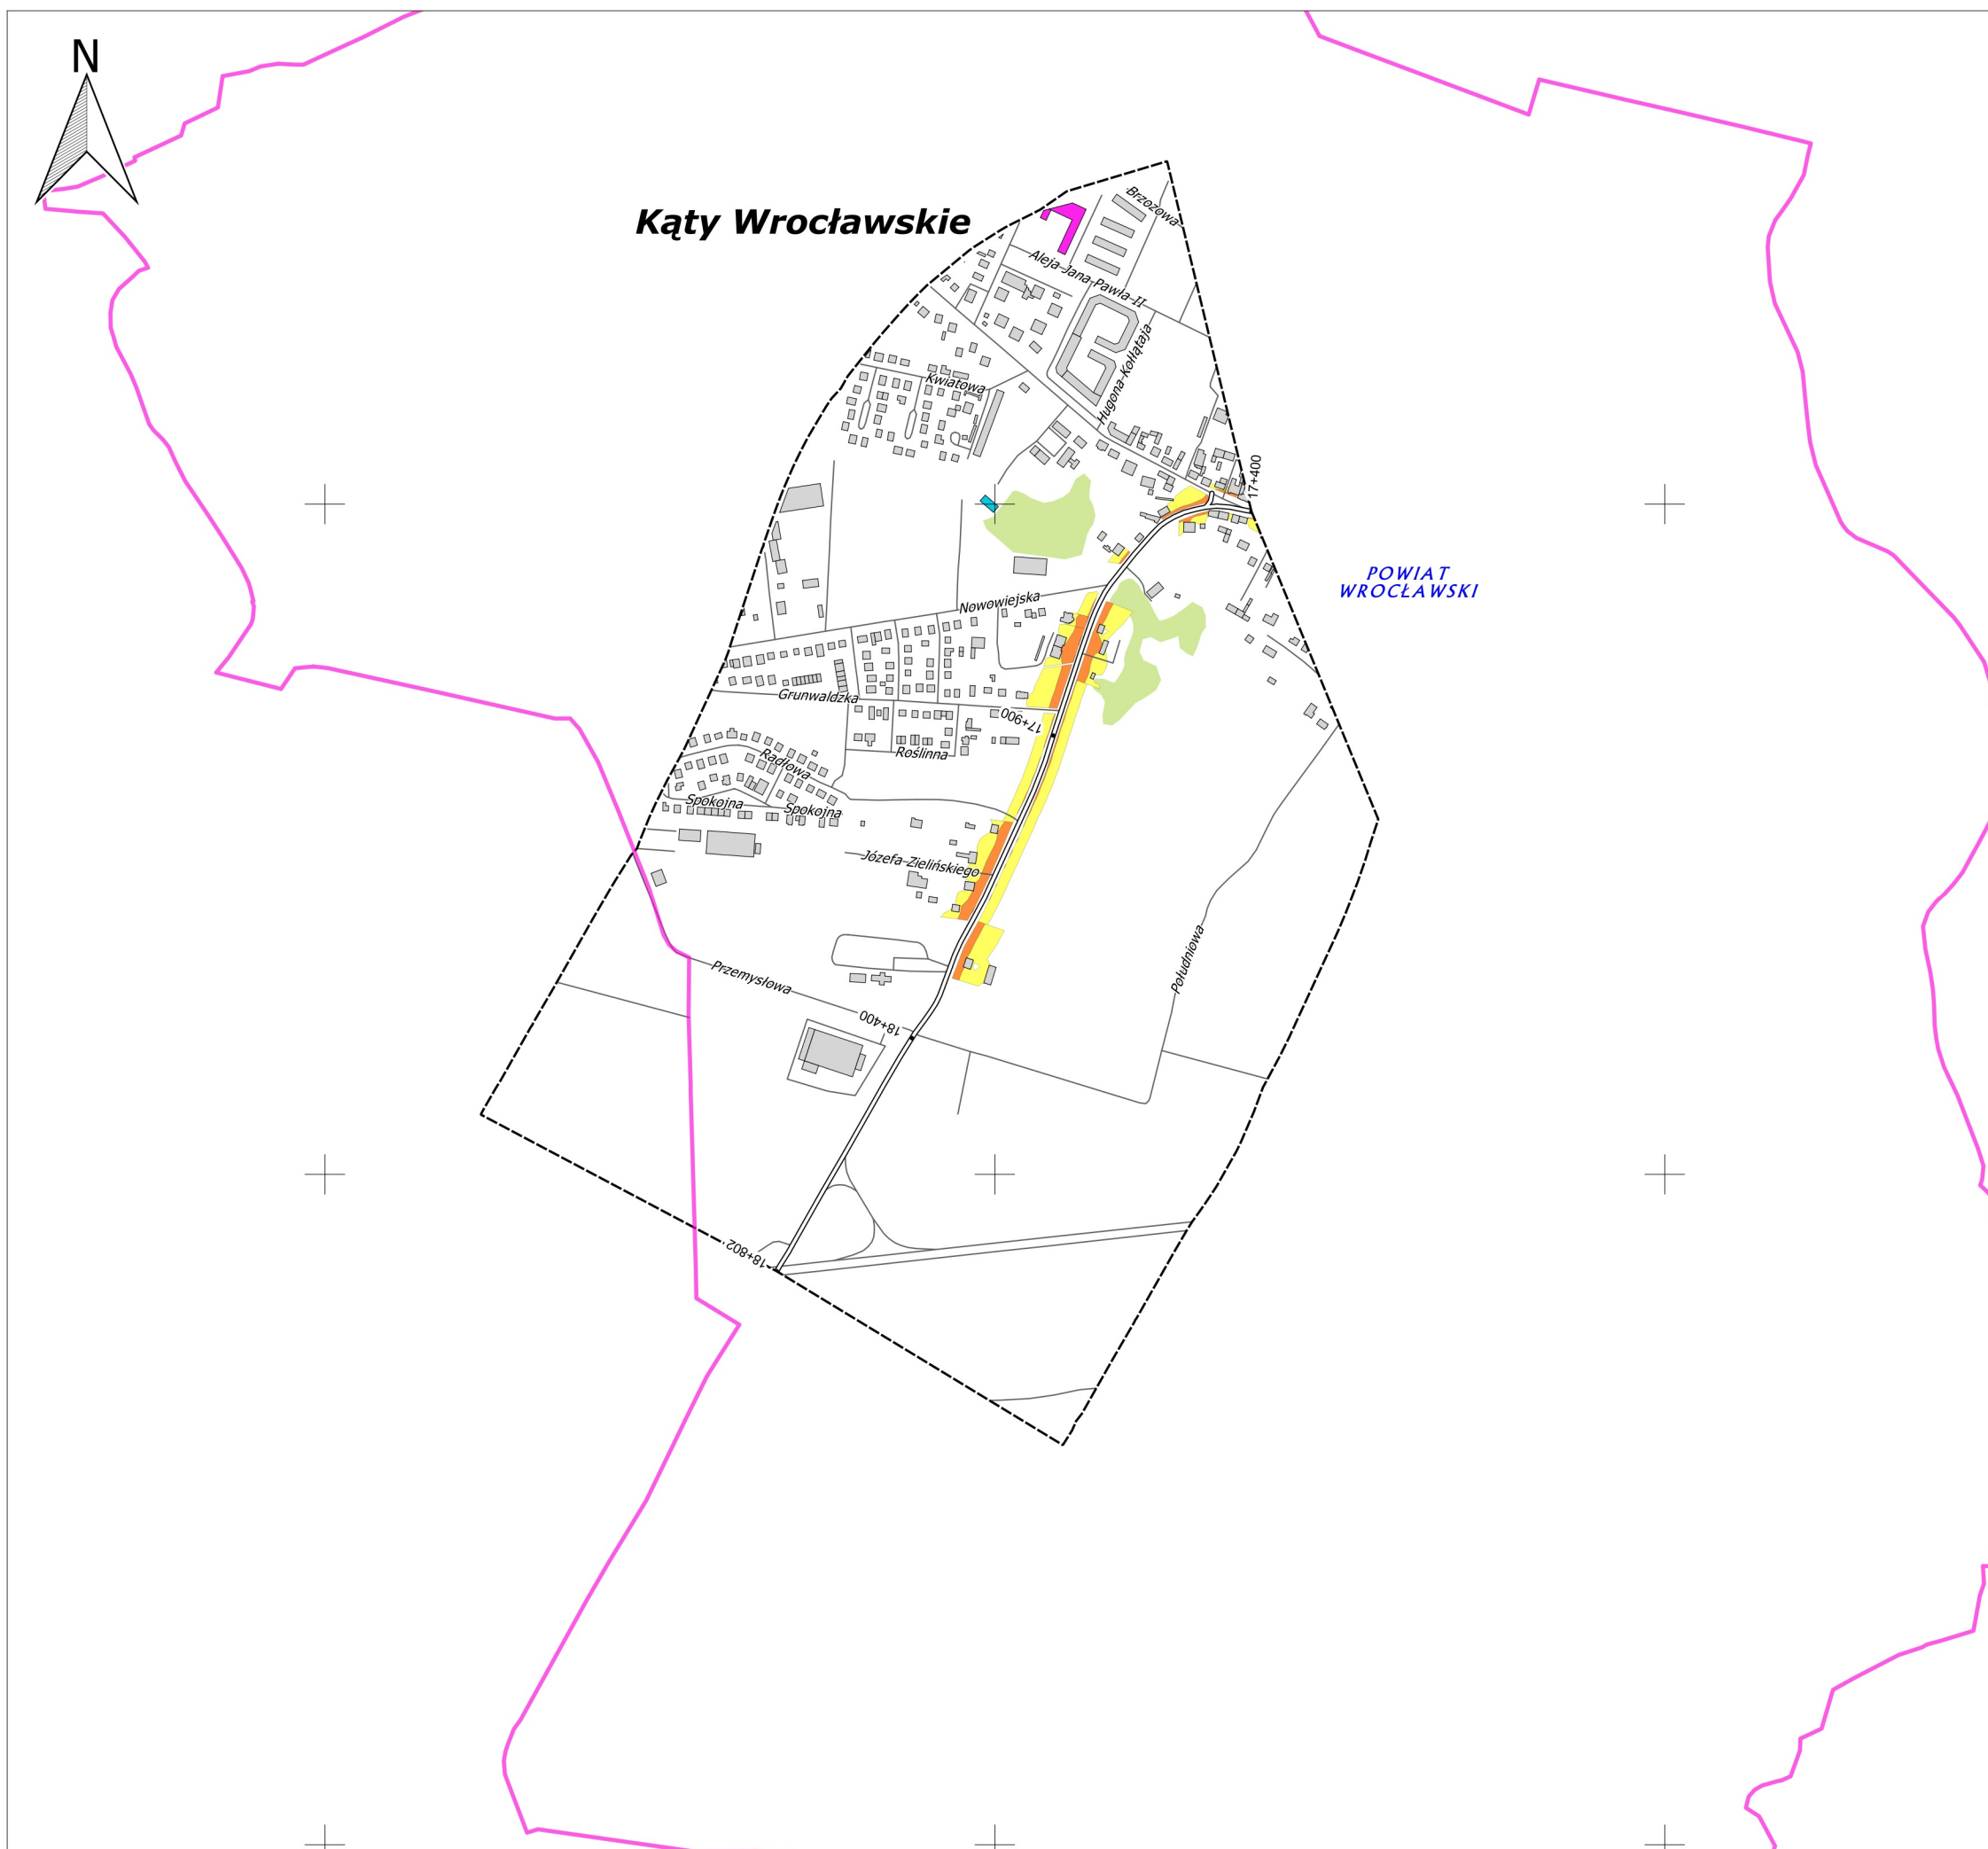 N
Kąty Wrocławskie
Brzozowa
Aleja Jana Pawła II
Hugona Kołłątaja
Kwiatowa
17+400
POWIAT
WROCŁAWSKI
Nowowiejska
Grunwaldzka
17+900
Roślinna
Radłowa
Spokojna
Spokojna
Józefa Zielińskiego
Południowa
Przemysłowa
18+400
18+802